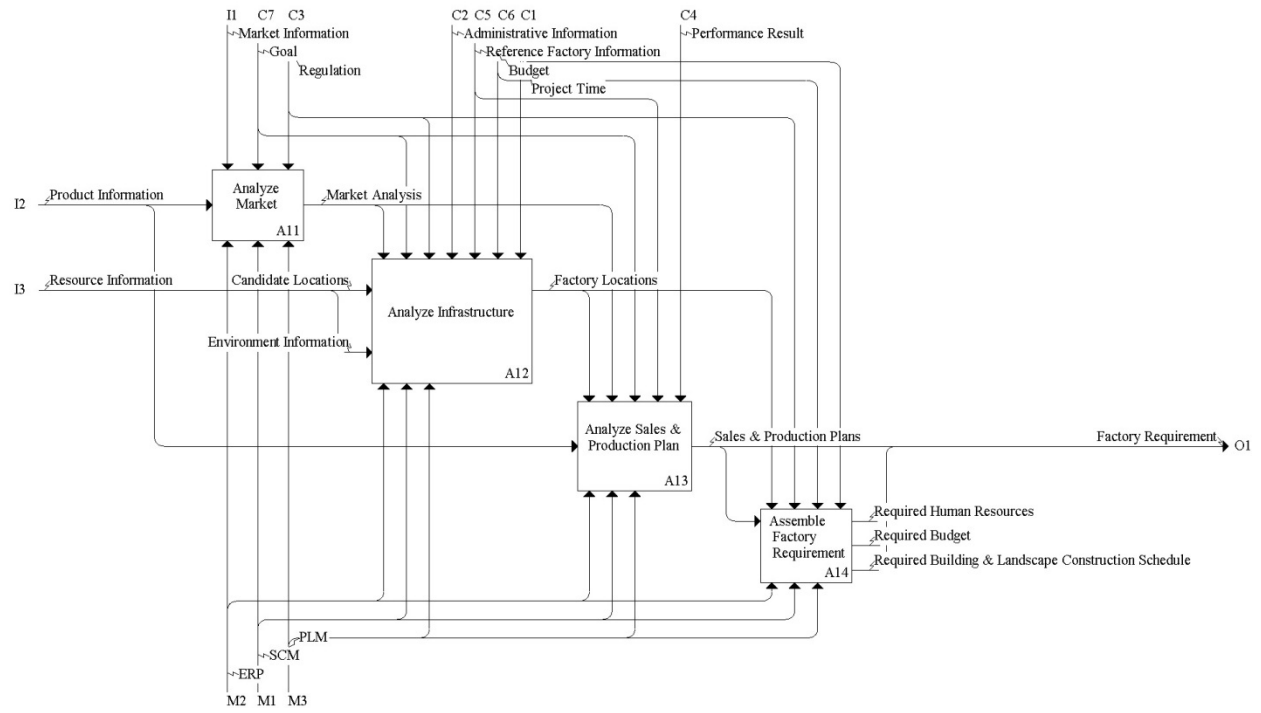 I1 C7 C3 C2 C5 C6 C1 C4
Market Information
Administrative Information
Performance Result
Goal
Reference Factory Information
Regulation
Budget
Project Time
Analyze
Market
A11
I2
Product Information
Market Analysis
I3
Resource Information
Candidate Locations
Factory Locations
Analyze Infrastructure
Environment Information
A12
Analyze Sales &
Production Plan
A13
Sales & Production Plans
Factory Requirement
O1
Assemble
Factory
Requirement
A14
Required Human Resources
Required Budget
Required Building & Landscape Construction Schedule
PLM
SCM
ERP
M2 M1 M3